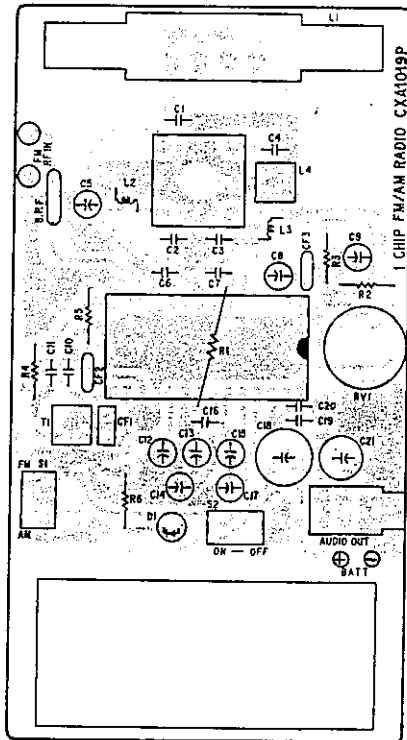 L1
1 CHIP FM/AM RADIO CXA1019P
C1
FM
RF IN
B.P.F.
C4
L4
C5
L2
L3
C2
C3
C6
C7
C8
CF3
R3
C9
R2
R5
R1
R4
C11
C10
CF2
RV1
T1
CF1
C16
C20
C19
C12
C13
C15
C18
C21
C14
C17
FM S1
AM
R6
D1
S2
ON — OFF
AUDIO OUT
BATT